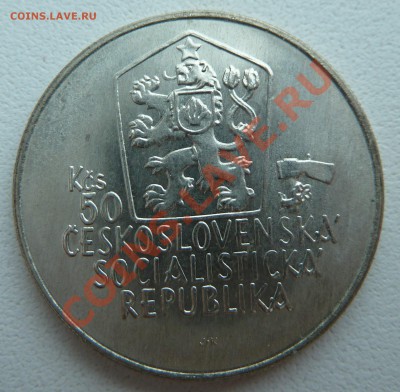 COINS.LAVE.RU
COINS.LAVE.RU
Kčs
50
ČESKOSLOVENSKÁ
SOCIALISTICKÁ
REPUBLIKA